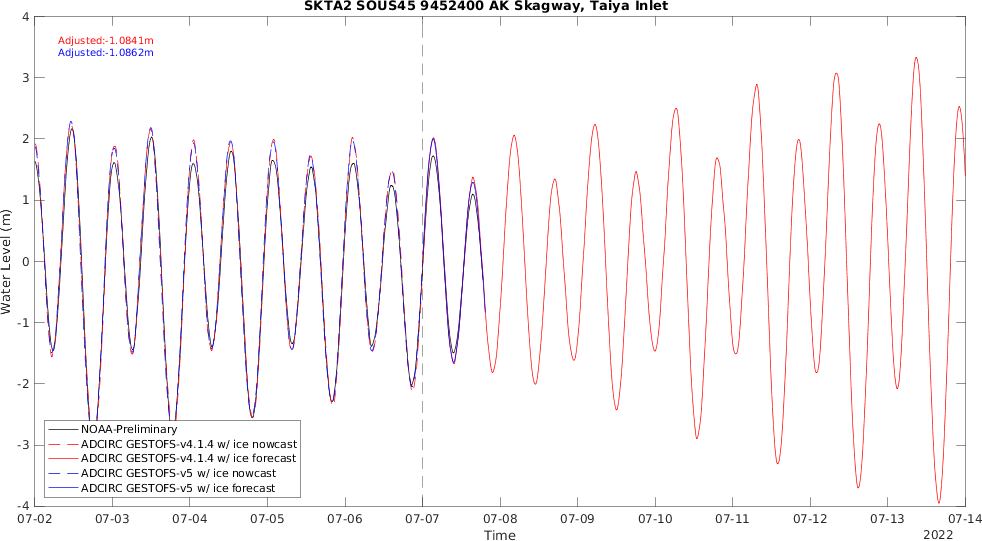 SKTA2 SOUS45 9452400 AK Skagway, Taiya Inlet
Adjusted:-1.0841m
Adjusted:-1.0862m
4
3
2
1
0
-1
-2
-3
-4
Water Level (m)
NOAA-Preliminary
ADCIRC GESTOFS-v4.1.4 w/ ice nowcast
ADCIRC GESTOFS-v4.1.4 w/ ice forecast
ADCIRC GESTOFS-v5 w/ ice nowcast
ADCIRC GESTOFS-v5 w/ ice forecast
07-02 07-03 07-04 07-05 07-06 07-07 07-08 07-09 07-10 07-11 07-12 07-13 07-14
Time
2022